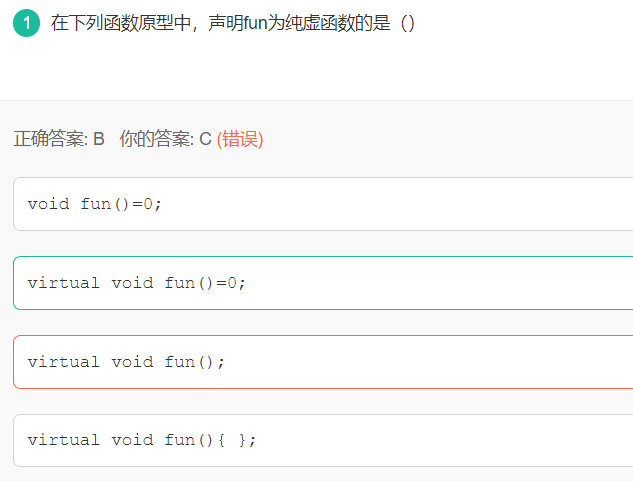 1 在下列函数原型中，声明fun为纯虚函数的是（）
正确答案: B 你的答案: C (错误)
void fun()=0;
virtual void fun()=0;
virtual void fun();
virtual void fun(){ };